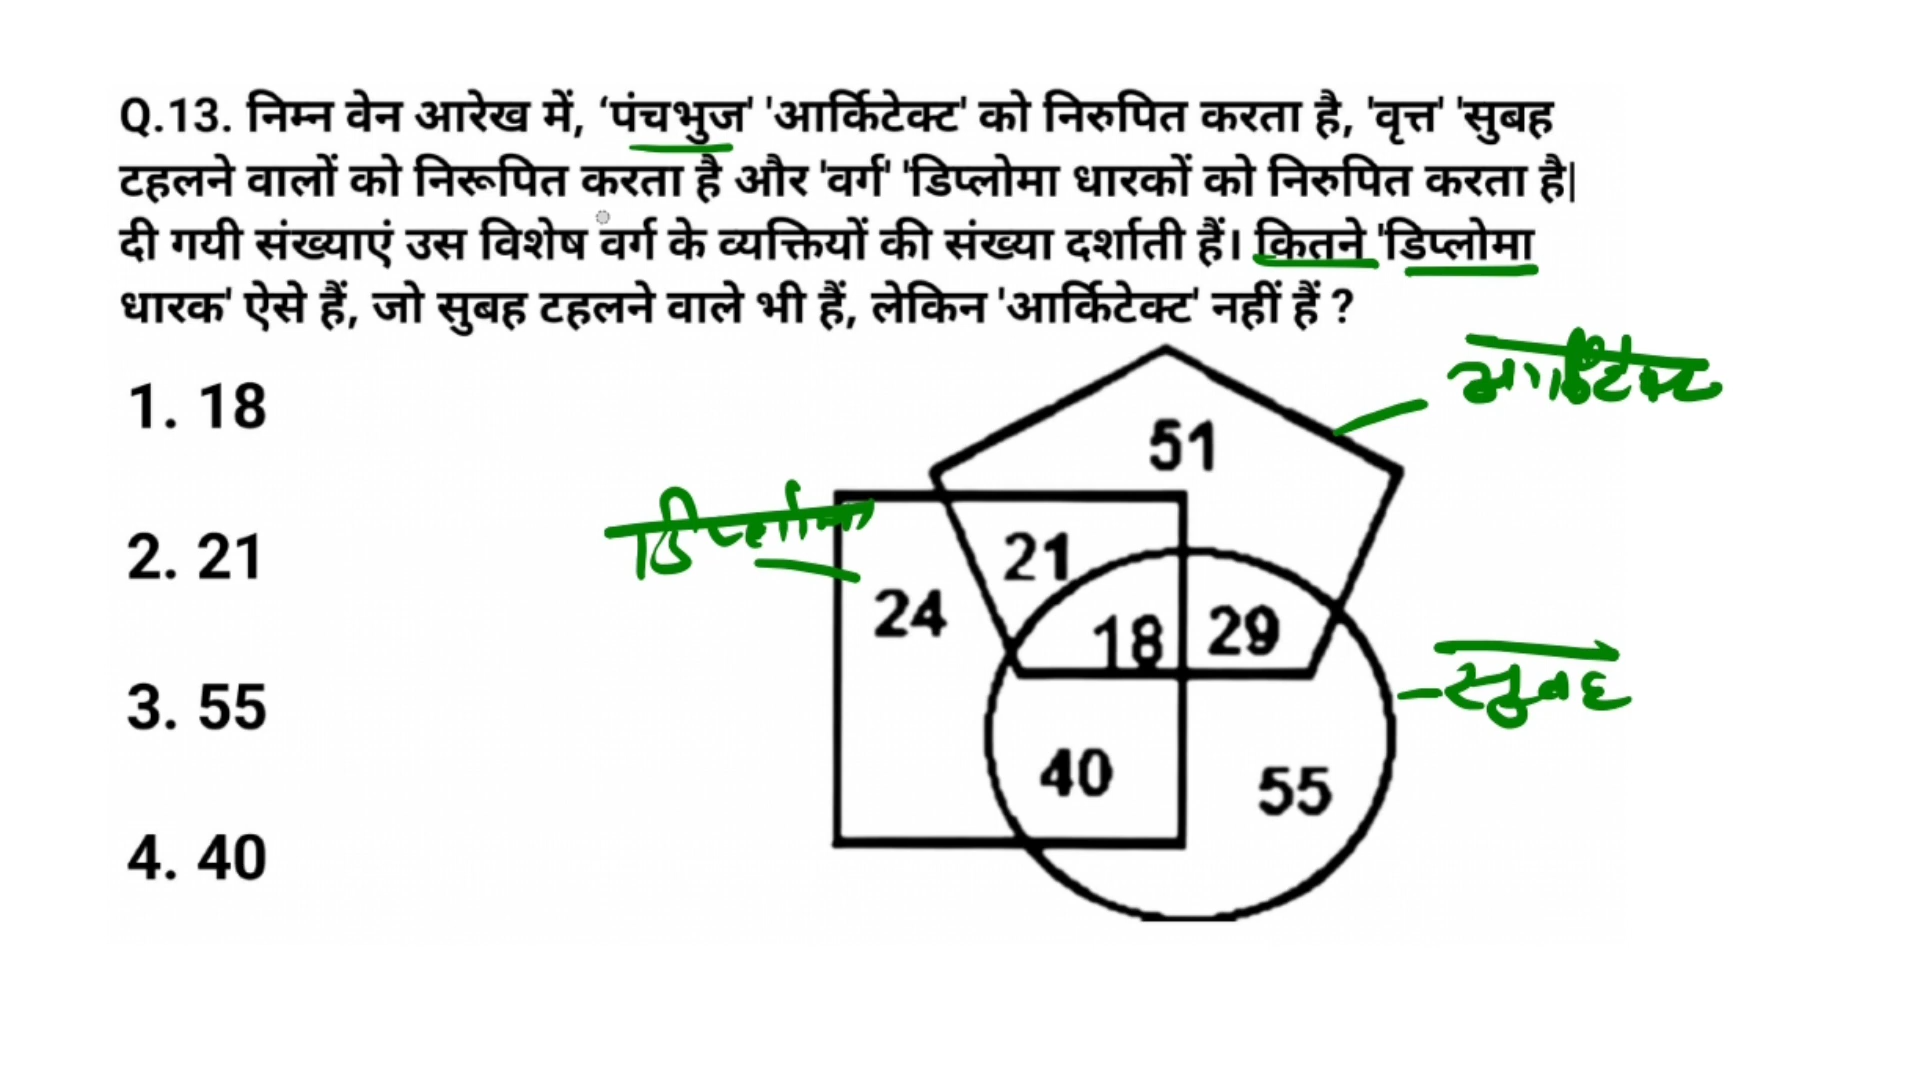 Q.13. निम्न वेन आरेख में, ‘पंचभुज' 'आर्किटेक्ट' को निरुपित करता है, 'वृत्त' 'सुबह
टहलने वालों को निरूपित करता है और 'वर्ग' 'डिप्लोमा धारकों को निरुपित करता है|
दी गयी संख्याएं उस विशेष वर्ग के व्यक्तियों की संख्या दर्शाती हैं। कितने 'डिप्लोमा
धारक' ऐसे हैं, जो सुबह टहलने वाले भी हैं, लेकिन 'आर्किटेक्ट' नहीं हैं ?
1. 18
2. 21
3. 55
4. 40
51
21
24
18
29
सुबह
40
55